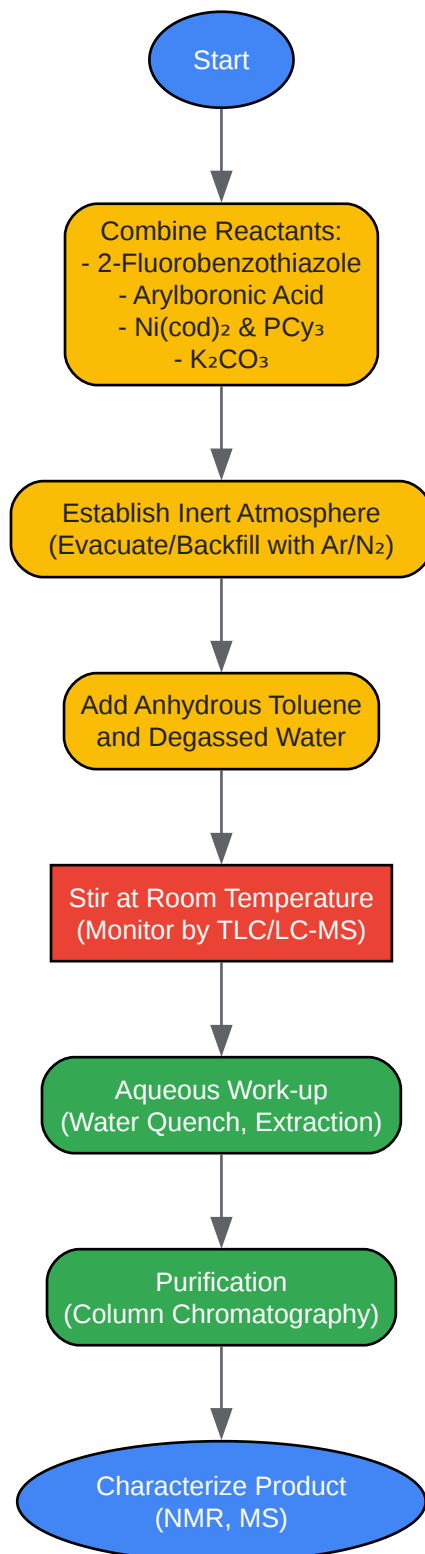 Start
Combine Reactants:
- 2-Fluorobenzothiazole
- Arylboronic Acid
- Ni(cod)₂ & PCy₃
- K₂CO₃
Establish Inert Atmosphere
(Evacuate/Backfill with Ar/N₂)
Add Anhydrous Toluene
and Degassed Water
Stir at Room Temperature
(Monitor by TLC/LC-MS)
Aqueous Work-up
(Water Quench, Extraction)
Purification
(Column Chromatography)
Characterize Product
(NMR, MS)